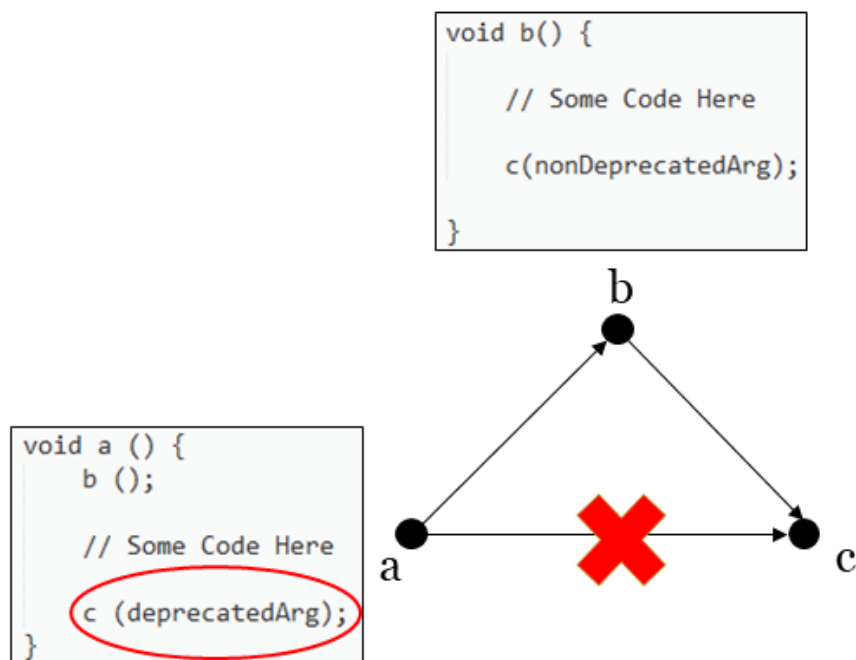 void b() {
// Some Code Here
c(nonDeprecatedArg);
}
b
void a () {
b ();
// Some Code Here
c (deprecatedArg);
}
a
c